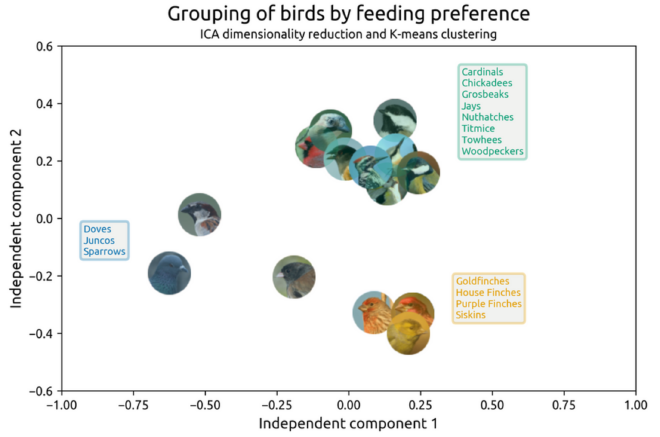 Grouping of birds by feeding preference
ICA dimensionality reduction and K-means clustering
0.6
0.4
0.2
0.0
−0.2
−0.4
−0.6
Independent component 2
Cardinals
Chickadees
Grosbeaks
Jays
Nuthatches
Titmice
Towhees
Woodpeckers
Doves
Juncos
Sparrows
Goldfinches
House Finches
Purple Finches
Siskins
−1.00 −0.75 −0.50 −0.25 0.00 0.25 0.50 0.75 1.00
Independent component 1